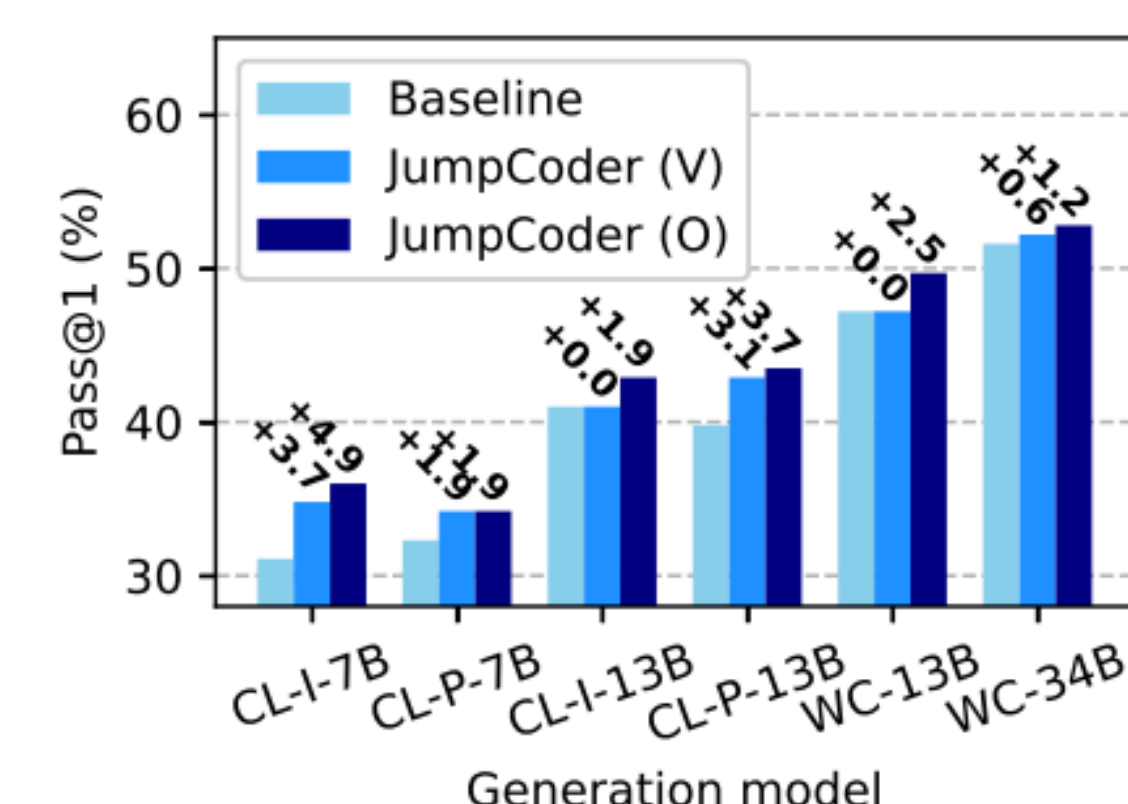 Baseline
JumpCoder (V)
JumpCoder (O)
60
50
40
30
Pass@1 (%)
+3.7
+4.9
+1.9
+1.9
+0.0
+1.9
+3.1
+3.7
+0.0
+2.5
+0.6
+1.2
CL-I-7B
CL-P-7B
CL-I-13B
CL-P-13B
WC-13B
WC-34B
Generation model